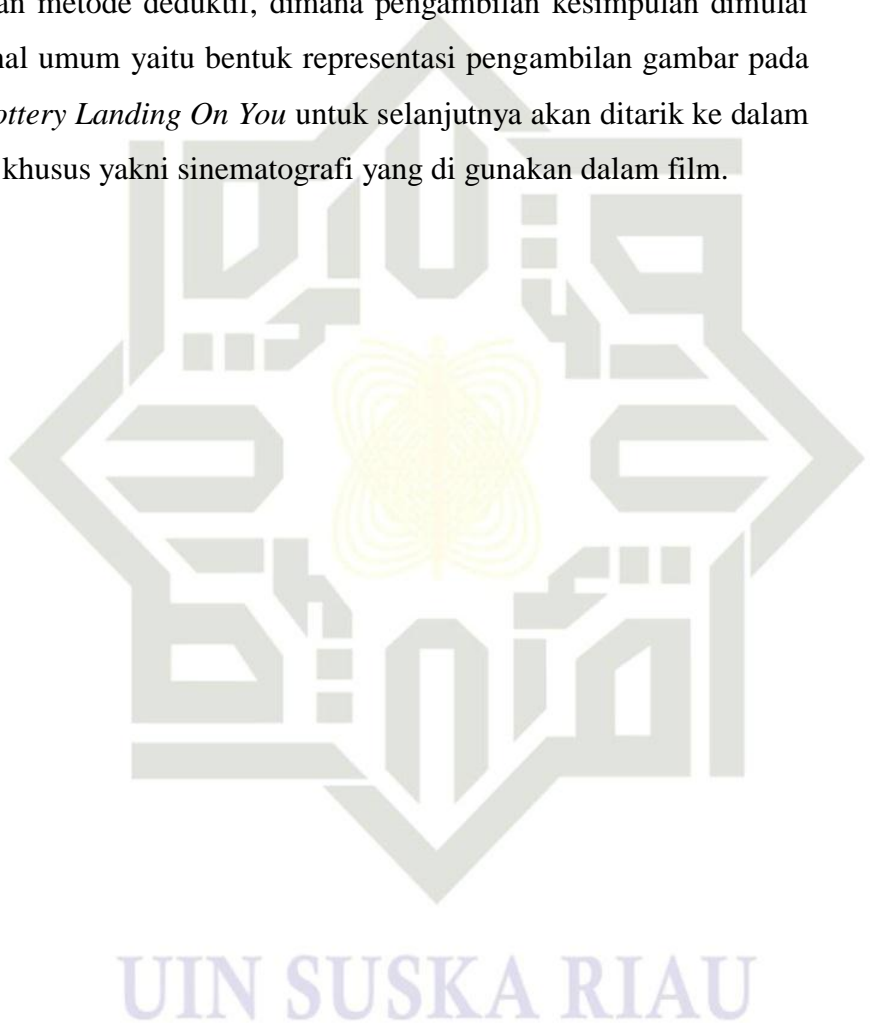 an metode deduktif, dimana pengambilan kesimpulan dimulai
nal umum yaitu bentuk representasi pengambilan gambar pada
ottery Landing On You untuk selanjutnya akan ditarik ke dalam
khusus yakni sinematografi yang di gunakan dalam film.
UIN SUSKA RIAU